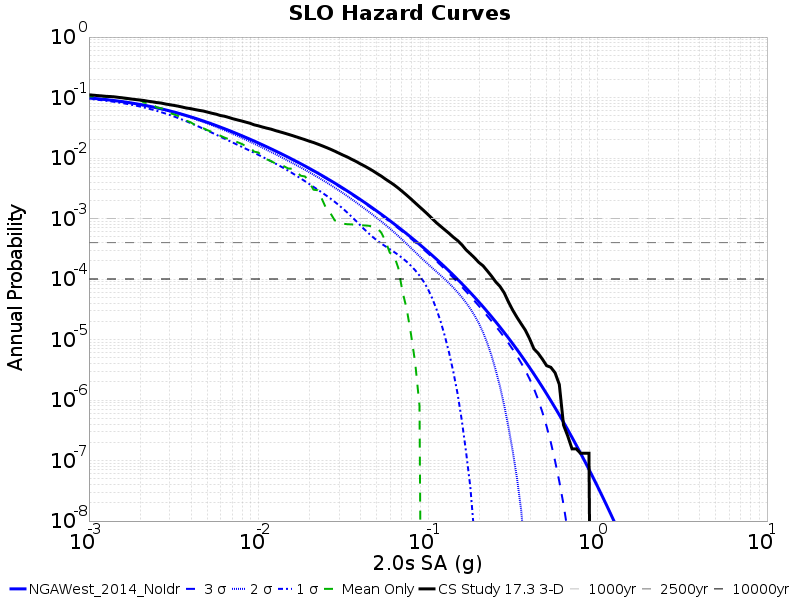 SLO Hazard Curves
Annual Probability
10^0
10^-1
10^-2
10^-3
10^-4
10^-5
10^-6
10^-7
10^-8
10^-3 10^-2 10^-1 10^0 10^1
2.0s SA (g)
NGAWest_2014_NoIdr 3 σ 2 σ 1 σ Mean Only CS Study 17.3 3-D 1000yr 2500yr 10000yr